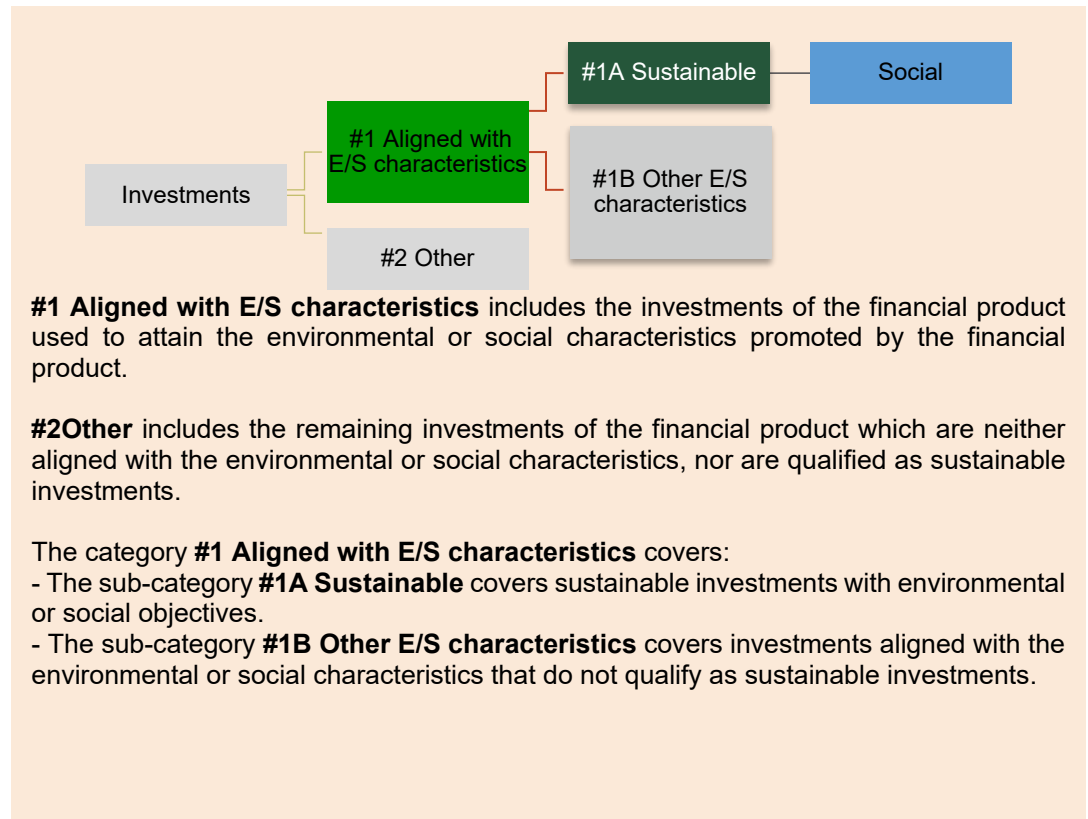 #1A Sustainable
Social
#1 Aligned with
E/S characteristics
#1B Other E/S
characteristics
Investments
#2 Other
#1 Aligned with E/S characteristics includes the investments of the financial product
used to attain the environmental or social characteristics promoted by the financial
product.
#2Other includes the remaining investments of the financial product which are neither
aligned with the environmental or social characteristics, nor are qualified as sustainable
investments.
The category #1 Aligned with E/S characteristics covers:
- The sub-category #1A Sustainable covers sustainable investments with environmental
or social objectives.
- The sub-category #1B Other E/S characteristics covers investments aligned with the
environmental or social characteristics that do not qualify as sustainable investments.